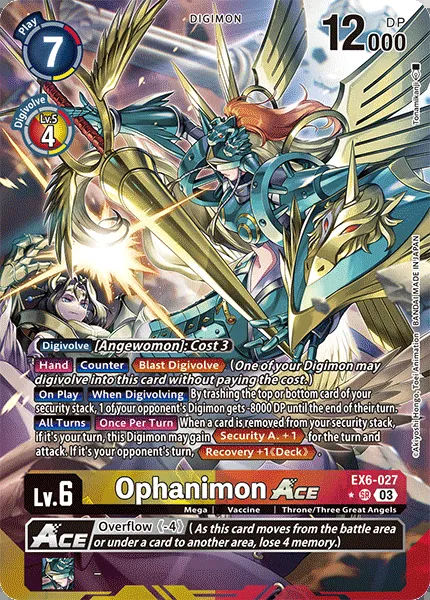 DIGIMON
Play
7
12000
DP
Digivolve
Lv.5
4
Tonamikanji
©Akiyoshi Hongo, Toei Animation BANDAI MADE IN JAPAN
Digivolve [Angewomon]: Cost 3
Hand Counter Blast Digivolve (One of your Digimon may
digivolve into this card without paying the cost.)
On Play When Digivolving By trashing the top or bottom card of your
security stack, 1 of your opponent's Digimon gets -8000 DP until the end of their turn.
All Turns Once Per Turn When a card is removed from your security stack,
if it's your turn, this Digimon may gain Security A. +1 for the turn and
attack. If it's your opponent's turn, Recovery +1《Deck》.
EX6-027
Lv.6 Ophanimon ACE
SR 03
Mega Vaccine Throne/Three Great Angels
ACE Overflow《-4》(As this card moves from the battle area
or under a card to another area, lose 4 memory.)
-